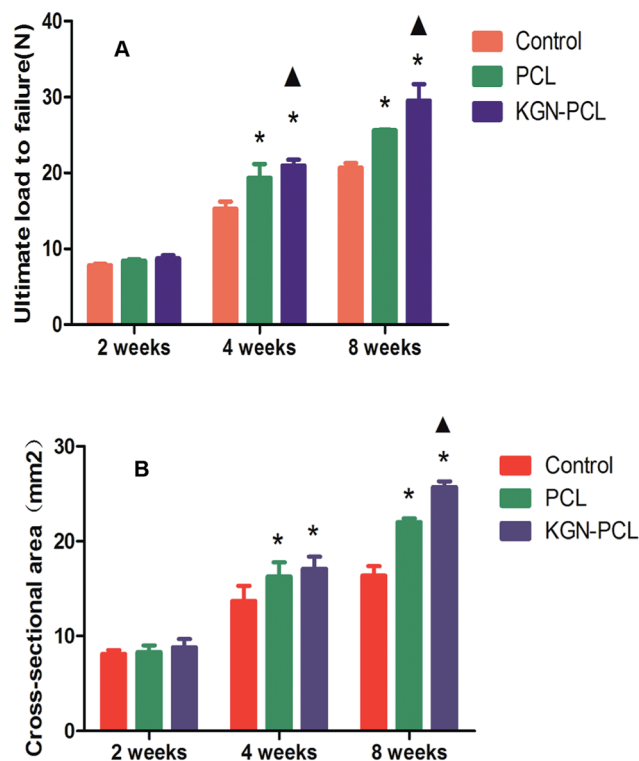 A
Ultimate load to failure(N)
40
30
20
10
0
*
*
▲
*
*
▲
2 weeks
4 weeks
8 weeks
Control
PCL
KGN-PCL
B
Cross-sectional area（mm2）
30
20
10
0
*
*
*
*
▲
2 weeks
4 weeks
8 weeks
Control
PCL
KGN-PCL